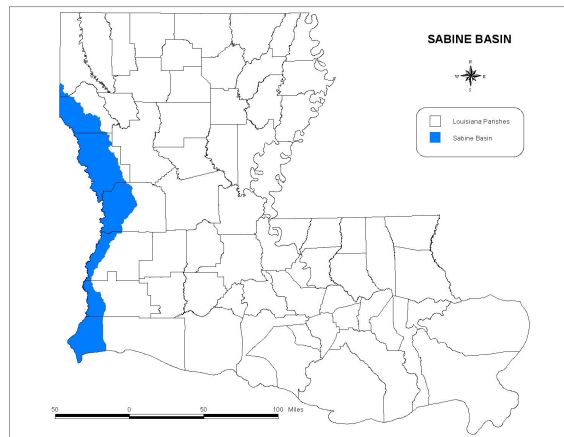 SABINE BASIN
N
W E
S
Louisiana Parishes
Sabine Basin
50 0 50 100 Miles